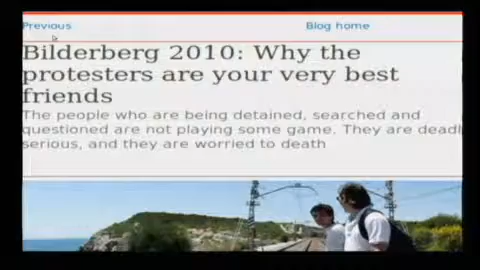 Previous
Blog home
Bilderberg 2010: Why the
protesters are your very best
friends
The people who are being detained, searched and
questioned are not playing some game. They are deadl
serious, and they are worried to death